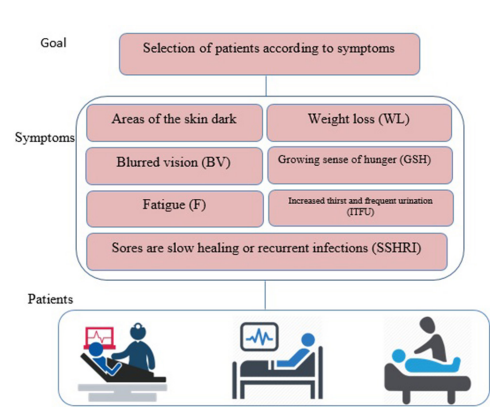 Goal
Selection of patients according to symptoms
Symptoms
Areas of the skin dark
Weight loss (WL)
Blurred vision (BV)
Growing sense of hunger (GSH)
Fatigue (F)
Increased thirst and frequent urination
(ITFU)
Sores are slow healing or recurrent infections (SSHRI)
Patients